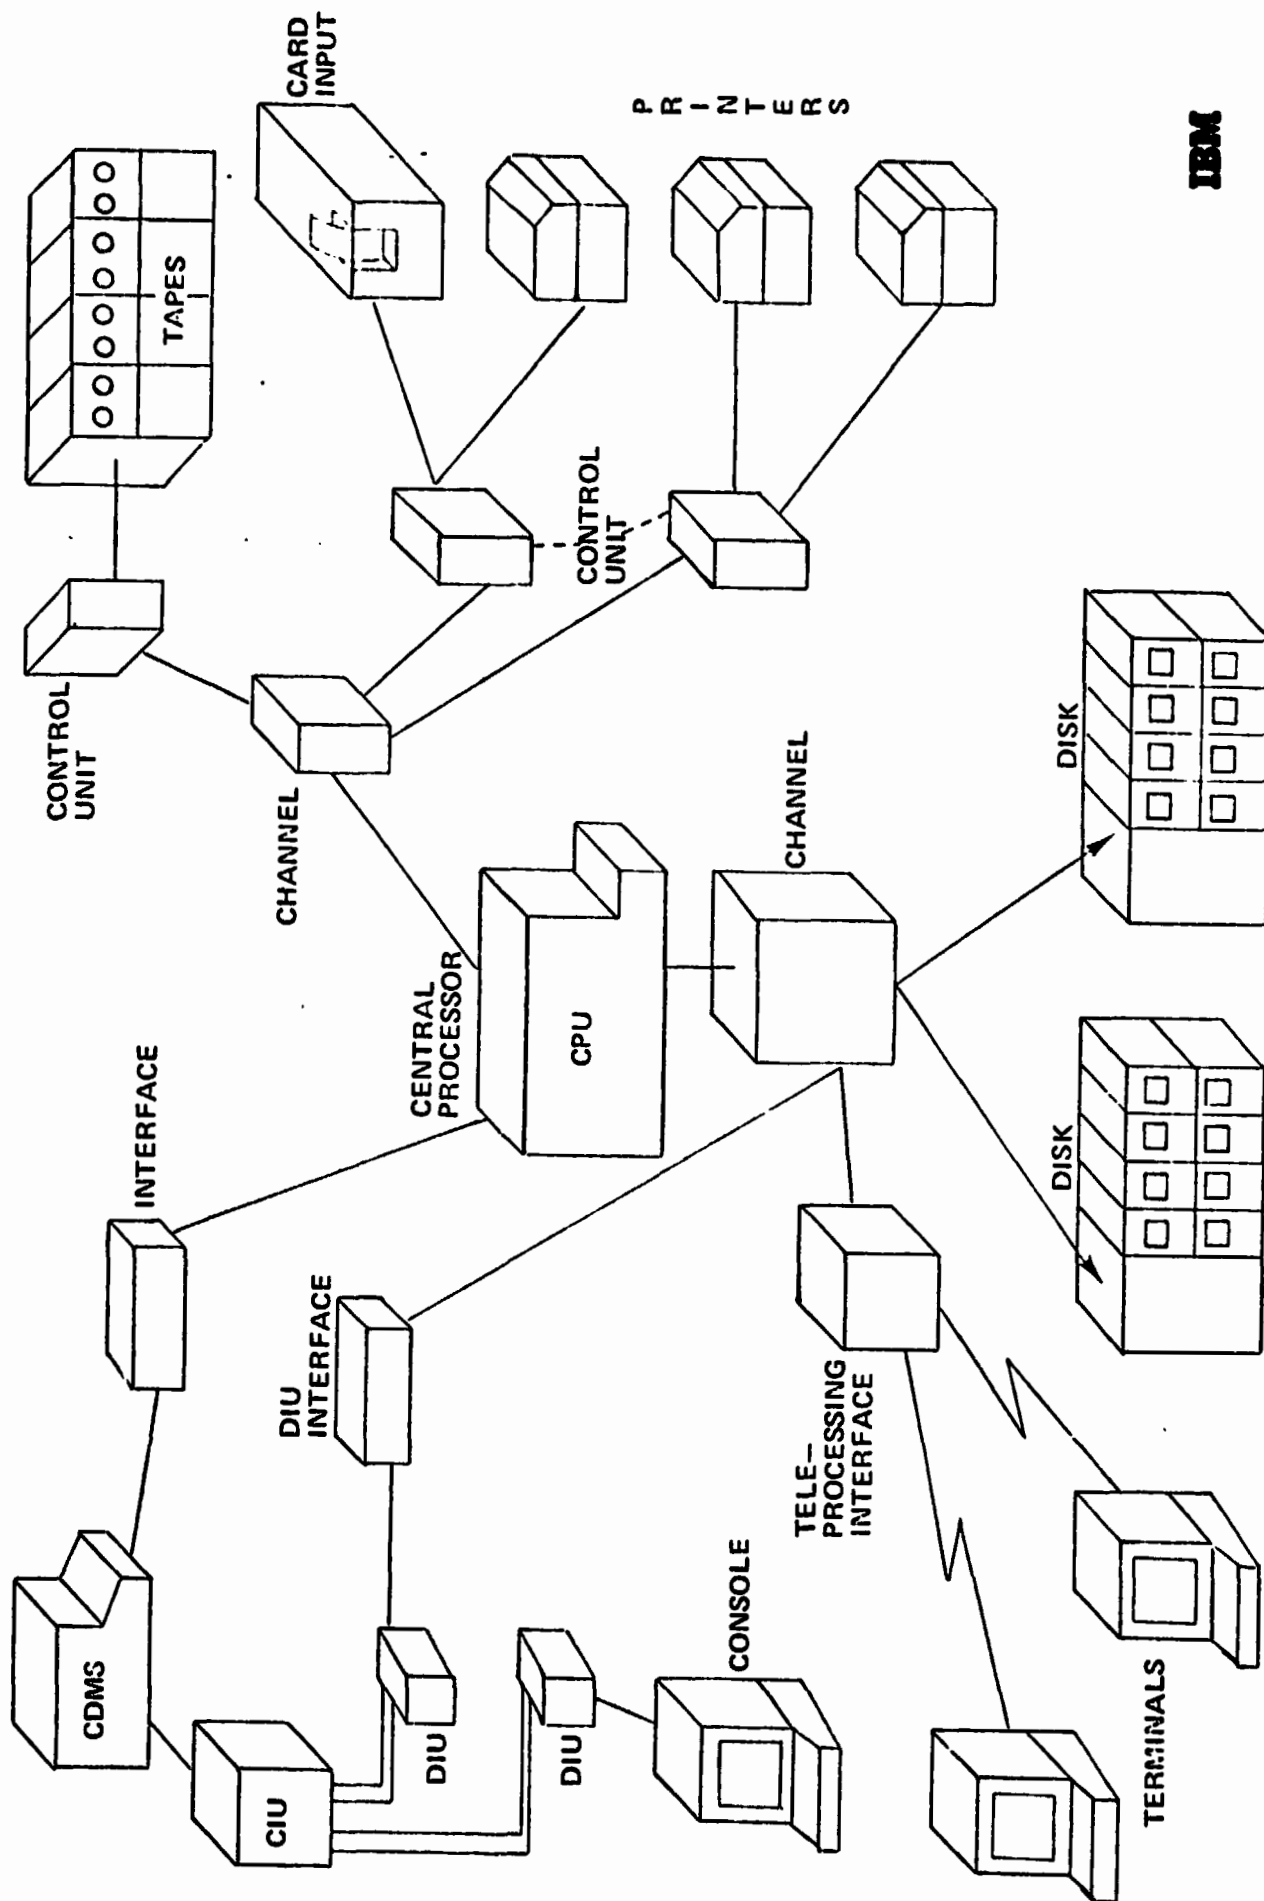 CDMS
INTERFACE
CONTROL
UNIT
TAPES
CIU
DIU
INTERFACE
CHANNEL
CARD
INPUT
DIU
CENTRAL
PROCESSOR
CPU
CONTROL
UNIT
DIU
CONSOLE
PRINTERS
CHANNEL
TELE-
PROCESSING
INTERFACE
TERMINALS
DISK
DISK
IBM